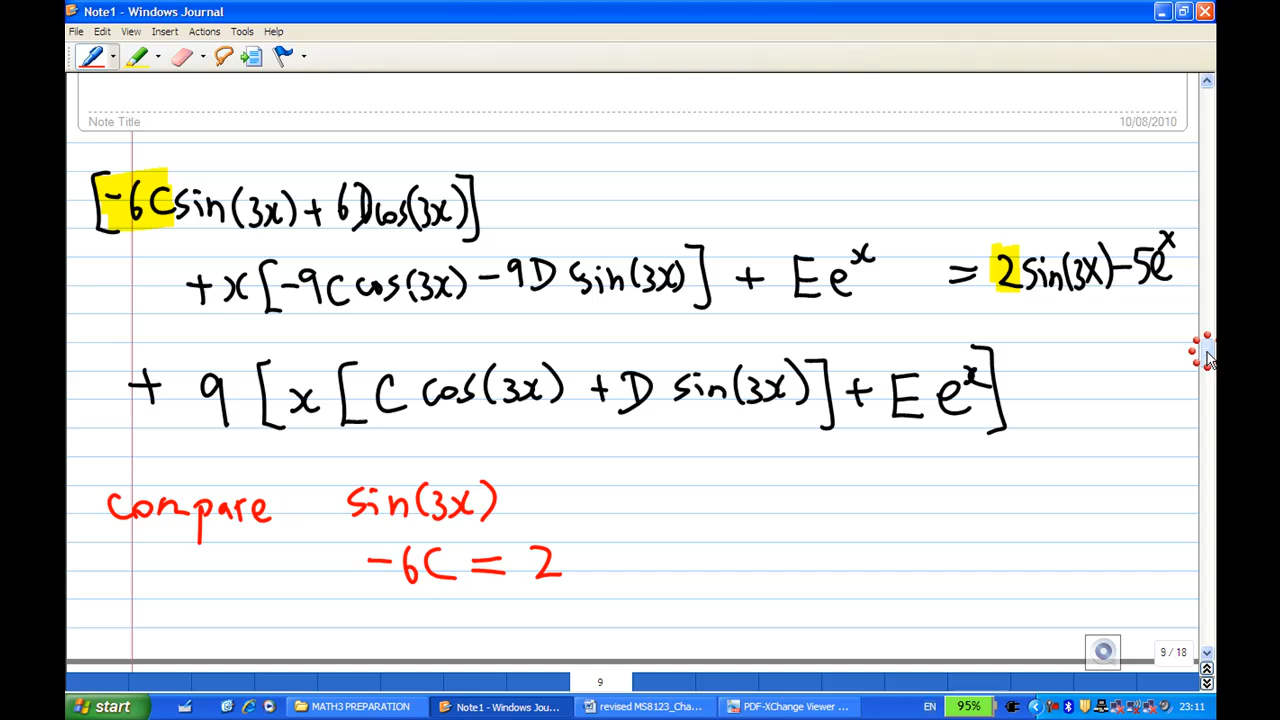 Note1 - Windows Journal
File Edit View Insert Actions Tools Help
Note Title
10/08/2010
[-6C sin(3x) + 6D cos(3x)]
+ x[-9C cos(3x) - 9D sin(3x)] + Ee^x = 2 sin(3x) - 5e^x
+ 9[x[C cos(3x) + D sin(3x)] + Ee^x]
compare sin(3x)
-6C = 2
9 / 18
9
start
MATH3 PREPARATION
Note1 - Windows Jou...
revised MS8123_Cha...
PDF-XChange Viewer ...
EN
95%
23:11